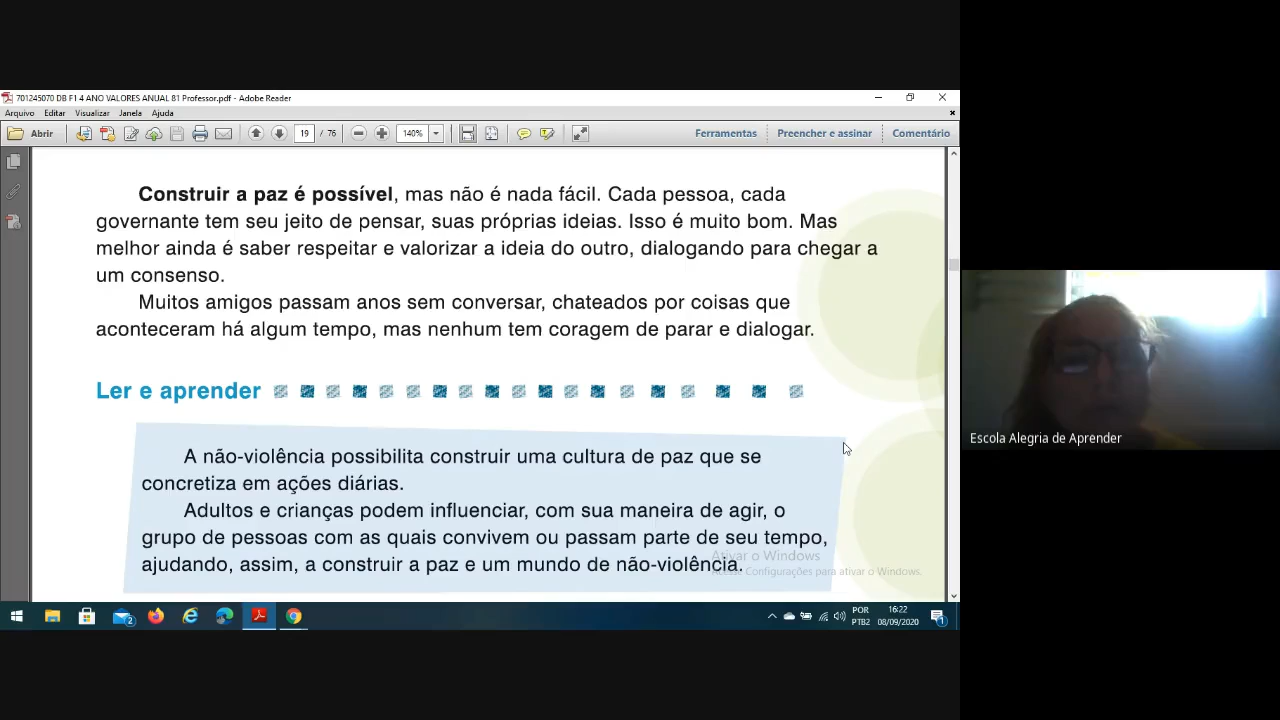 701245070 DB F1 4 ANO VALORES ANUAL 81 Professor.pdf - Adobe Reader
Arquivo Editar Visualizar Janela Ajuda
Abrir 19 / 76 140% Ferramentas Preencher e assinar Comentário
Construir a paz é possível, mas não é nada fácil. Cada pessoa, cada
governante tem seu jeito de pensar, suas próprias ideias. Isso é muito bom. Mas
melhor ainda é saber respeitar e valorizar a ideia do outro, dialogando para chegar a
um consenso.
Muitos amigos passam anos sem conversar, chateados por coisas que
aconteceram há algum tempo, mas nenhum tem coragem de parar e dialogar.
Ler e aprender
A não-violência possibilita construir uma cultura de paz que se
concretiza em ações diárias.
Adultos e crianças podem influenciar, com sua maneira de agir, o
grupo de pessoas com as quais convivem ou passam parte de seu tempo,
ajudando, assim, a construir a paz e um mundo de não-violência.
Ativar o Windows
Acesse Configurações para ativar o Windows.
POR
PTB2
16:22
08/09/2020
2
1
Escola Alegria de Aprender